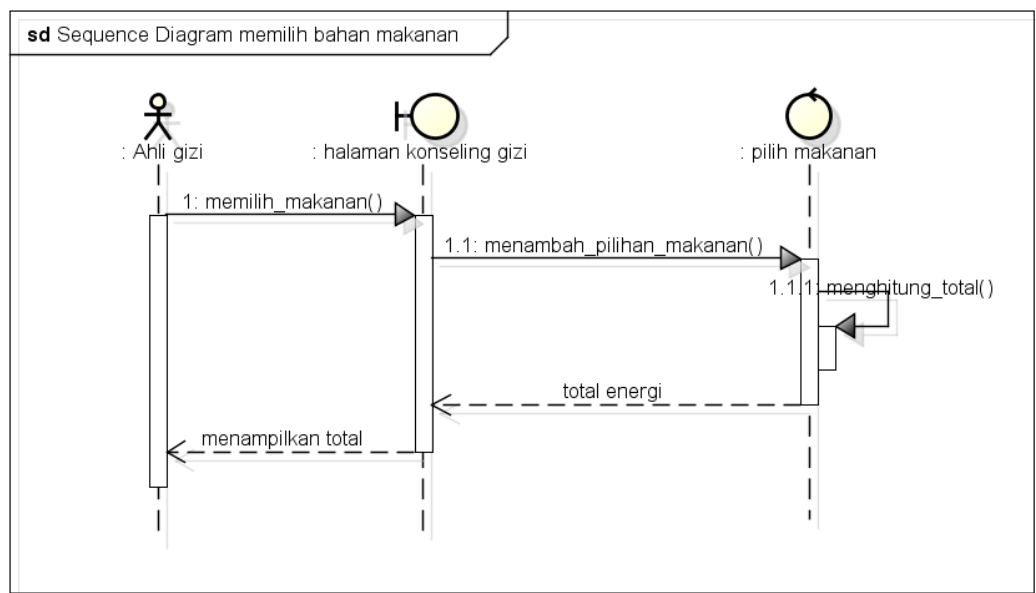 sd Sequence Diagram memilih bahan makanan
: Ahli gizi
: halaman konseling gizi
: pilih makanan
1: memilih_makanan()
1.1: menambah_pilihan_makanan()
1.1.1: menghitung_total()
total energi
menampilkan total